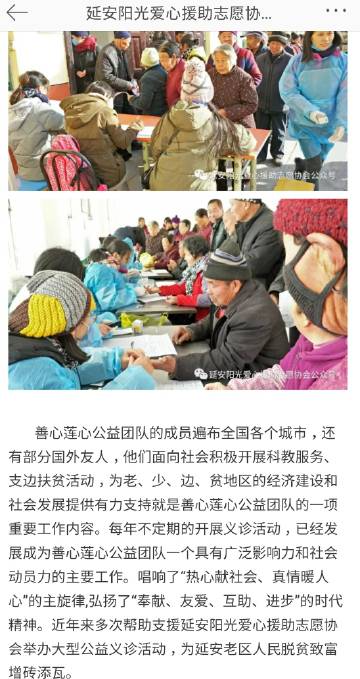 延安阳光爱心援助志愿协...
延安阳光爱心援助志愿协会公众号
延安阳光爱心援助志愿协会公众号
善心莲心公益团队的成员遍布全国各个城市，还
有部分国外友人，他们面向社会积极开展科教服务、
支边扶贫活动，为老、少、边、贫地区的经济建设和
社会发展提供有力支持就是善心莲心公益团队的一项
重要工作内容。每年不定期的开展义诊活动，已经发
展成为善心莲心公益团队一个具有广泛影响力和社会
动员力的主要工作。唱响了“热心献社会、真情暖人
心”的主旋律,弘扬了“奉献、友爱、互助、进步”的时代
精神。近年来多次帮助支援延安阳光爱心援助志愿协
会举办大型公益义诊活动，为延安老区人民脱贫致富
增砖添瓦。